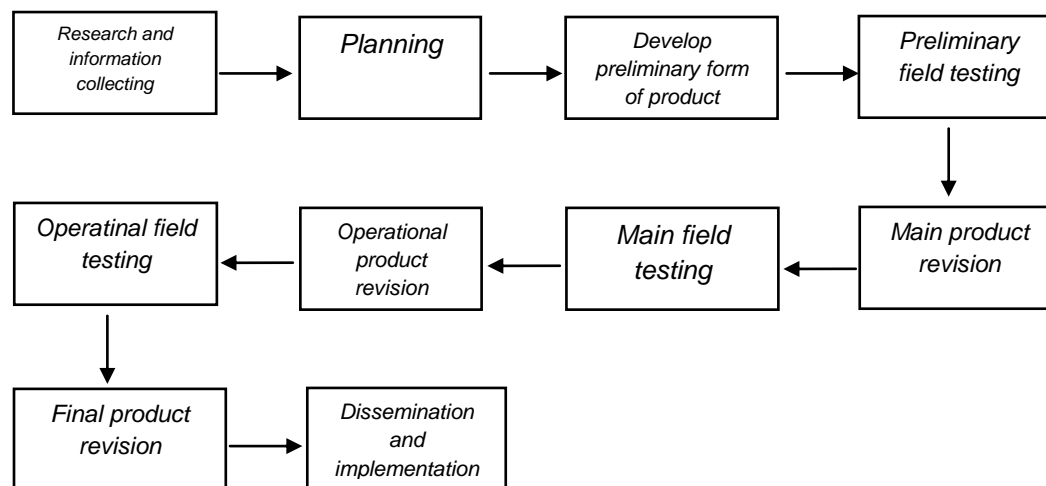 Research and
information
collecting
Planning
Develop
preliminary form
of product
Preliminary
field testing
Main product
revision
Main field
testing
Operational
product
revision
Operatinal field
testing
Final product
revision
Dissemination
and
implementation